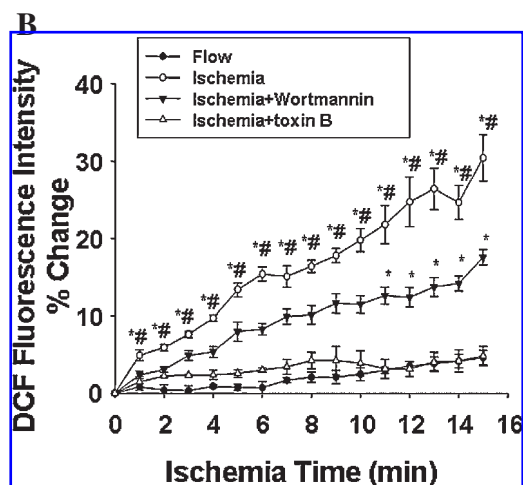 B
Flow
Ischemia
Ischemia+Wortmannin
Ischemia+toxin B
DCF Fluorescence Intensity
% Change
40
30
20
10
0
*# *# *# *# *# *# *# *# *# *# *# *# *# *# *#
* * * * *
0 2 4 6 8 10 12 14 16
Ischemia Time (min)